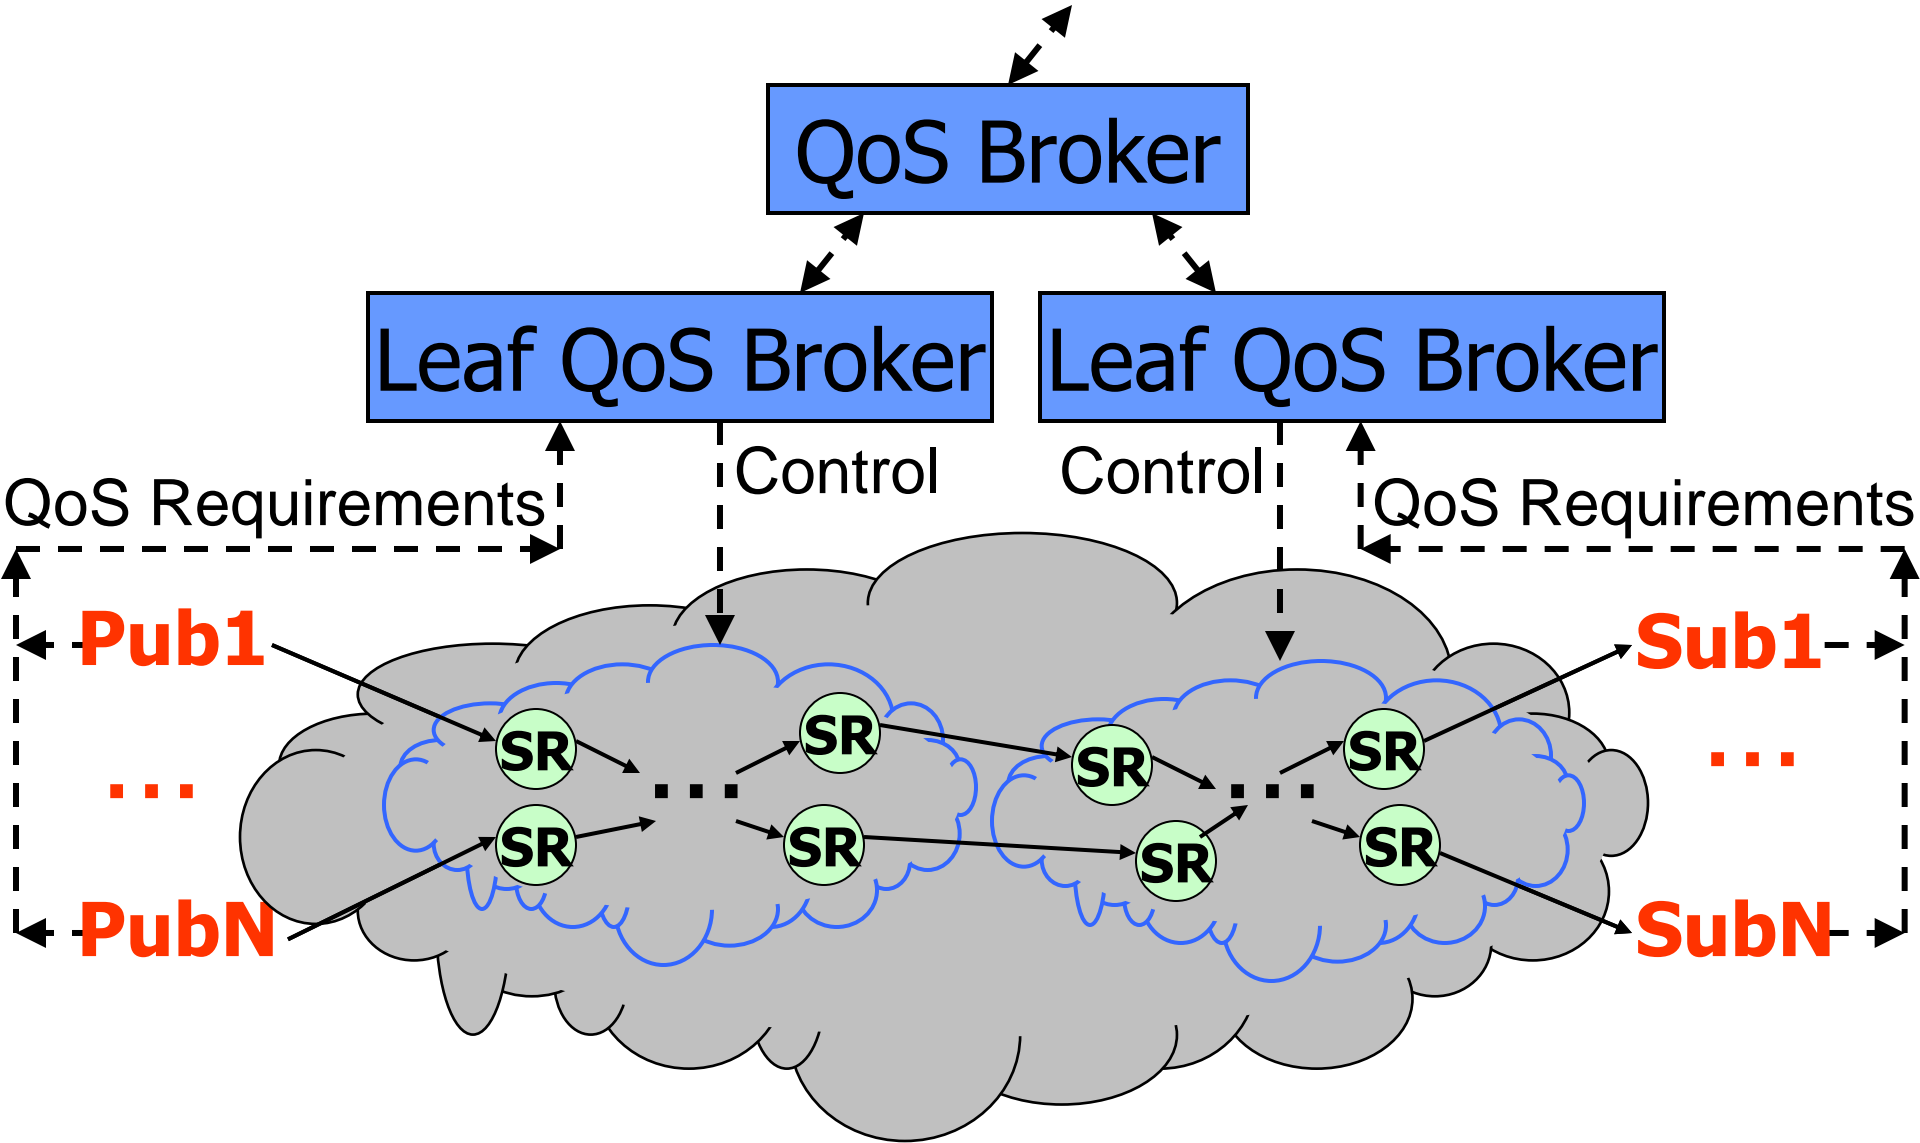 QoS Broker
Leaf QoS Broker
Leaf QoS Broker
Control
Control
QoS Requirements
QoS Requirements
Pub1
Sub1
SR
SR
SR
SR
...
...
...
...
SR
SR
SR
SR
PubN
SubN